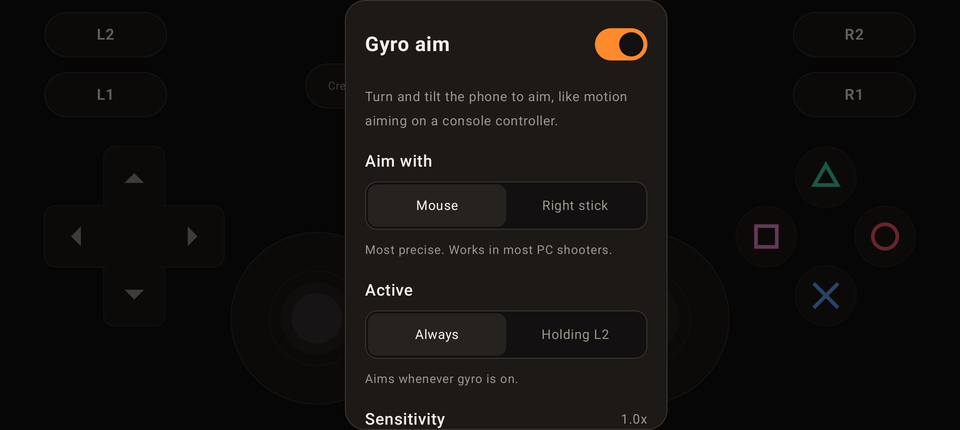 L2
R2
Gyro aim
L1
Cre
R1
Turn and tilt the phone to aim, like motion
aiming on a console controller.
Aim with
Mouse
Right stick
Most precise. Works in most PC shooters.
Active
Always
Holding L2
Aims whenever gyro is on.
Sensitivity
1.0x